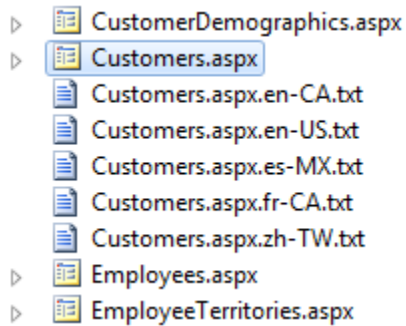 CustomerDemographics.aspx
Customers.aspx
Customers.aspx.en-CA.txt
Customers.aspx.en-US.txt
Customers.aspx.es-MX.txt
Customers.aspx.fr-CA.txt
Customers.aspx.zh-TW.txt
Employees.aspx
EmployeeTerritories.aspx